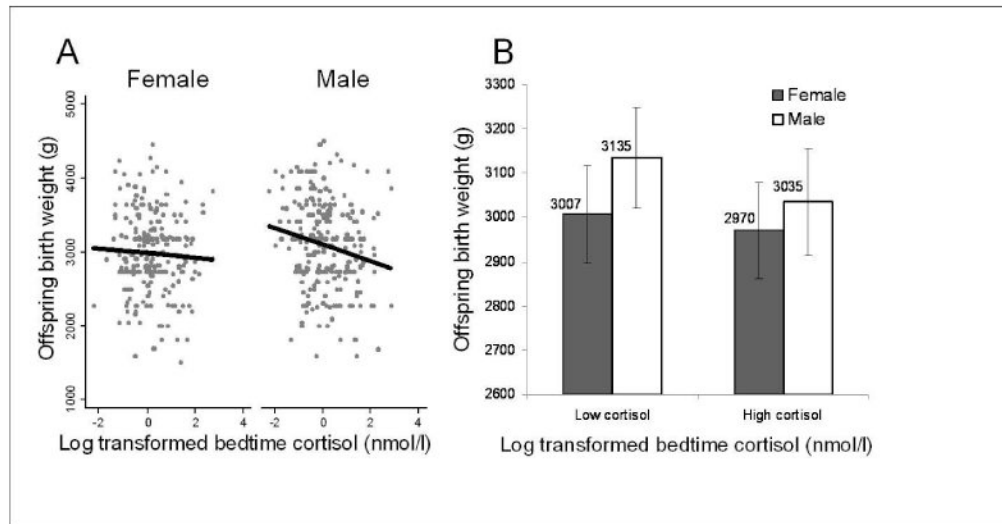 A
Female
Male
Offspring birth weight (g)
5000
4000
3000
2000
1000
-2
0
2
4
-2
0
2
4
Log transformed bedtime cortisol (nmol/l)
B
Female
Male
Offspring birth weight (g)
3300
3200
3100
3000
2900
2800
2700
2600
3007
3135
2970
3035
Low cortisol
High cortisol
Log transformed bedtime cortisol (nmol/l)